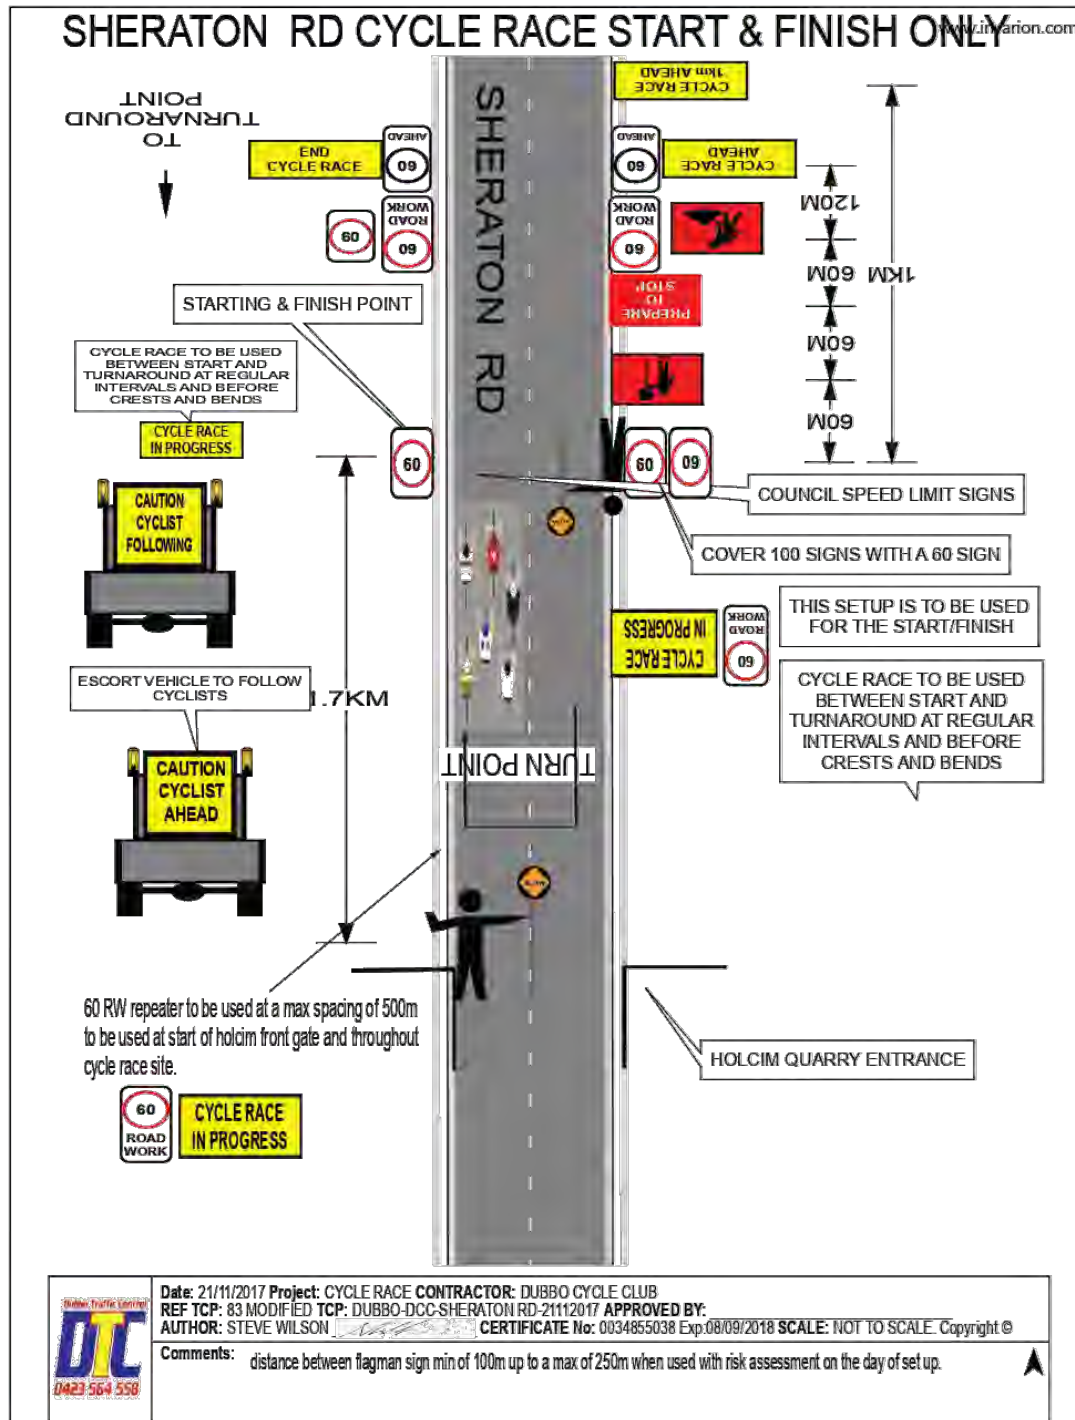 SHERATON RD CYCLE RACE START & FINISH ONLY
www.invarion.com
TO
TURNAROUND
POINT
CYCLE RACE
1km AHEAD
END
CYCLE RACE
60
AHEAD
60
AHEAD
CYCLE RACE
AHEAD
60
ROAD
WORK
60
ROAD
WORK
60
SHERATON RD
120M
60M
1KM
60M
60M
PREPARE
TO
STOP
STARTING & FINISH POINT
CYCLE RACE TO BE USED
BETWEEN START AND
TURNAROUND AT REGULAR
INTERVALS AND BEFORE
CRESTS AND BENDS
CYCLE RACE
IN PROGRESS
60
60
60
COUNCIL SPEED LIMIT SIGNS
CAUTION
CYCLIST
FOLLOWING
COVER 100 SIGNS WITH A 60 SIGN
THIS SETUP IS TO BE USED
FOR THE START/FINISH
CYCLE RACE
IN PROGRESS
60
ROAD
WORK
ESCORT VEHICLE TO FOLLOW
CYCLISTS
1.7KM
CYCLE RACE TO BE USED
BETWEEN START AND
TURNAROUND AT REGULAR
INTERVALS AND BEFORE
CRESTS AND BENDS
TURN POINT
CAUTION
CYCLIST
AHEAD
60 RW repeater to be used at a max spacing of 500m
to be used at start of holcim front gate and throughout
cycle race site.
HOLCIM QUARRY ENTRANCE
60
ROAD
WORK
CYCLE RACE
IN PROGRESS
Dubbo Traffic Control
DTC
0423 564 558
Date: 21/11/2017 Project: CYCLE RACE CONTRACTOR: DUBBO CYCLE CLUB
REF TCP: 83 MODIFIED TCP: DUBBO-DCC-SHERATON RD-21112017 APPROVED BY:
AUTHOR: STEVE WILSON CERTIFICATE No: 0034855038 Exp:08/09/2018 SCALE: NOT TO SCALE. Copyright ©
Comments: distance between flagman sign min of 100m up to a max of 250m when used with risk assessment on the day of set up.